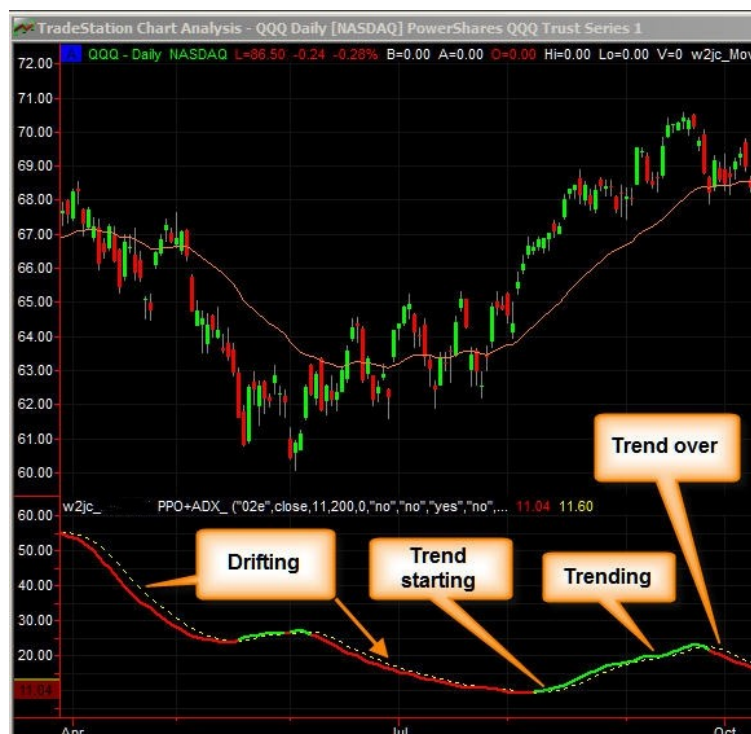 TradeStation Chart Analysis - QQQ Daily [NASDAQ] PowerShares QQQ Trust Series 1
A QQQ - Daily NASDAQ L=86.50 -0.24 -0.28% B=0.00 A=0.00 O=0.00 Hi=0.00 Lo=0.00 V=0 w2jc_Mov
72.00
71.00
70.00
69.00
68.00
67.00
66.00
65.00
64.00
63.00
62.00
61.00
60.00
Trend over
w2jc_ PPO+ADX_ ("02e",close,11,200,0,"no","no","yes","no",... 11.04 11.60
60.00
50.00
40.00
30.00
20.00
11.04
Drifting
Trend
starting
Trending
Apr Jul Oct